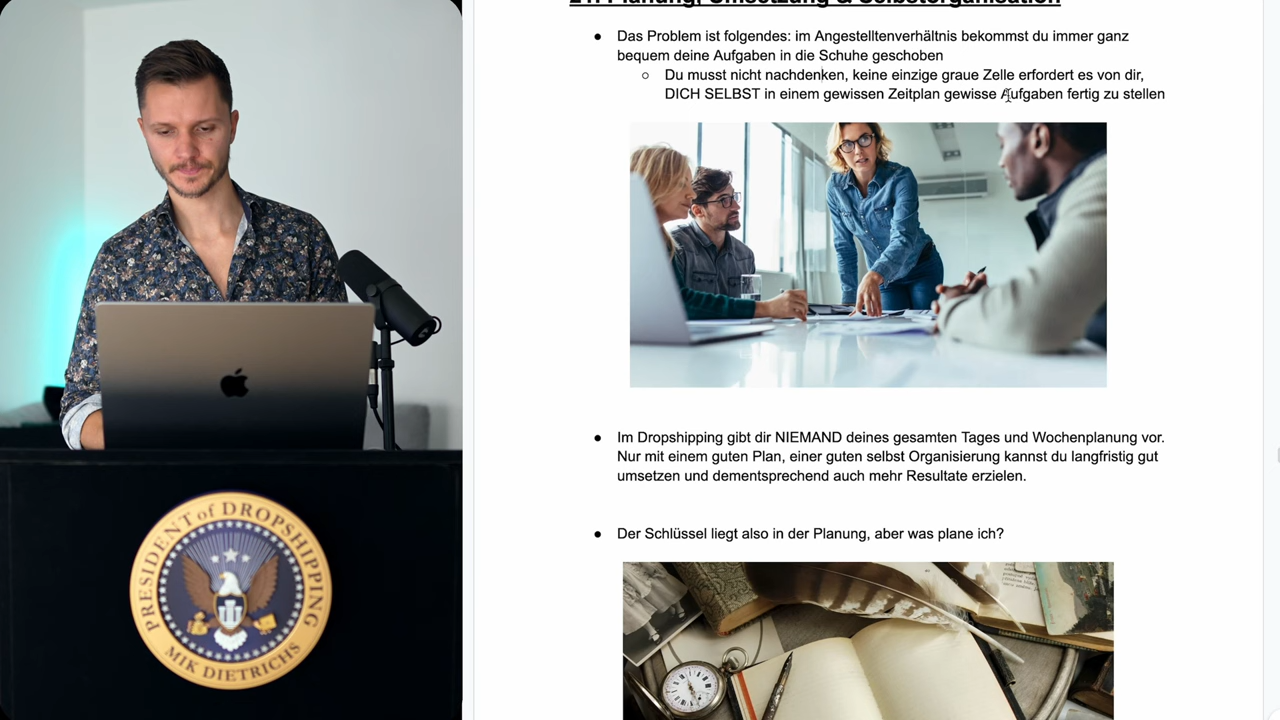 21. Planung, Umsetzung & Selbstorganisation
● Das Problem ist folgendes: im Angestelltenverhältnis bekommst du immer ganz
bequem deine Aufgaben in die Schuhe geschoben
○ Du musst nicht nachdenken, keine einzige graue Zelle erfordert es von dir,
DICH SELBST in einem gewissen Zeitplan gewisse Aufgaben fertig zu stellen
● Im Dropshipping gibt dir NIEMAND deines gesamten Tages und Wochenplanung vor.
Nur mit einem guten Plan, einer guten selbst Organisierung kannst du langfristig gut
umsetzen und dementsprechend auch mehr Resultate erzielen.
● Der Schlüssel liegt also in der Planung, aber was plane ich?
PRESIDENT of DROPSHIPPING
MIK DIETRICHS